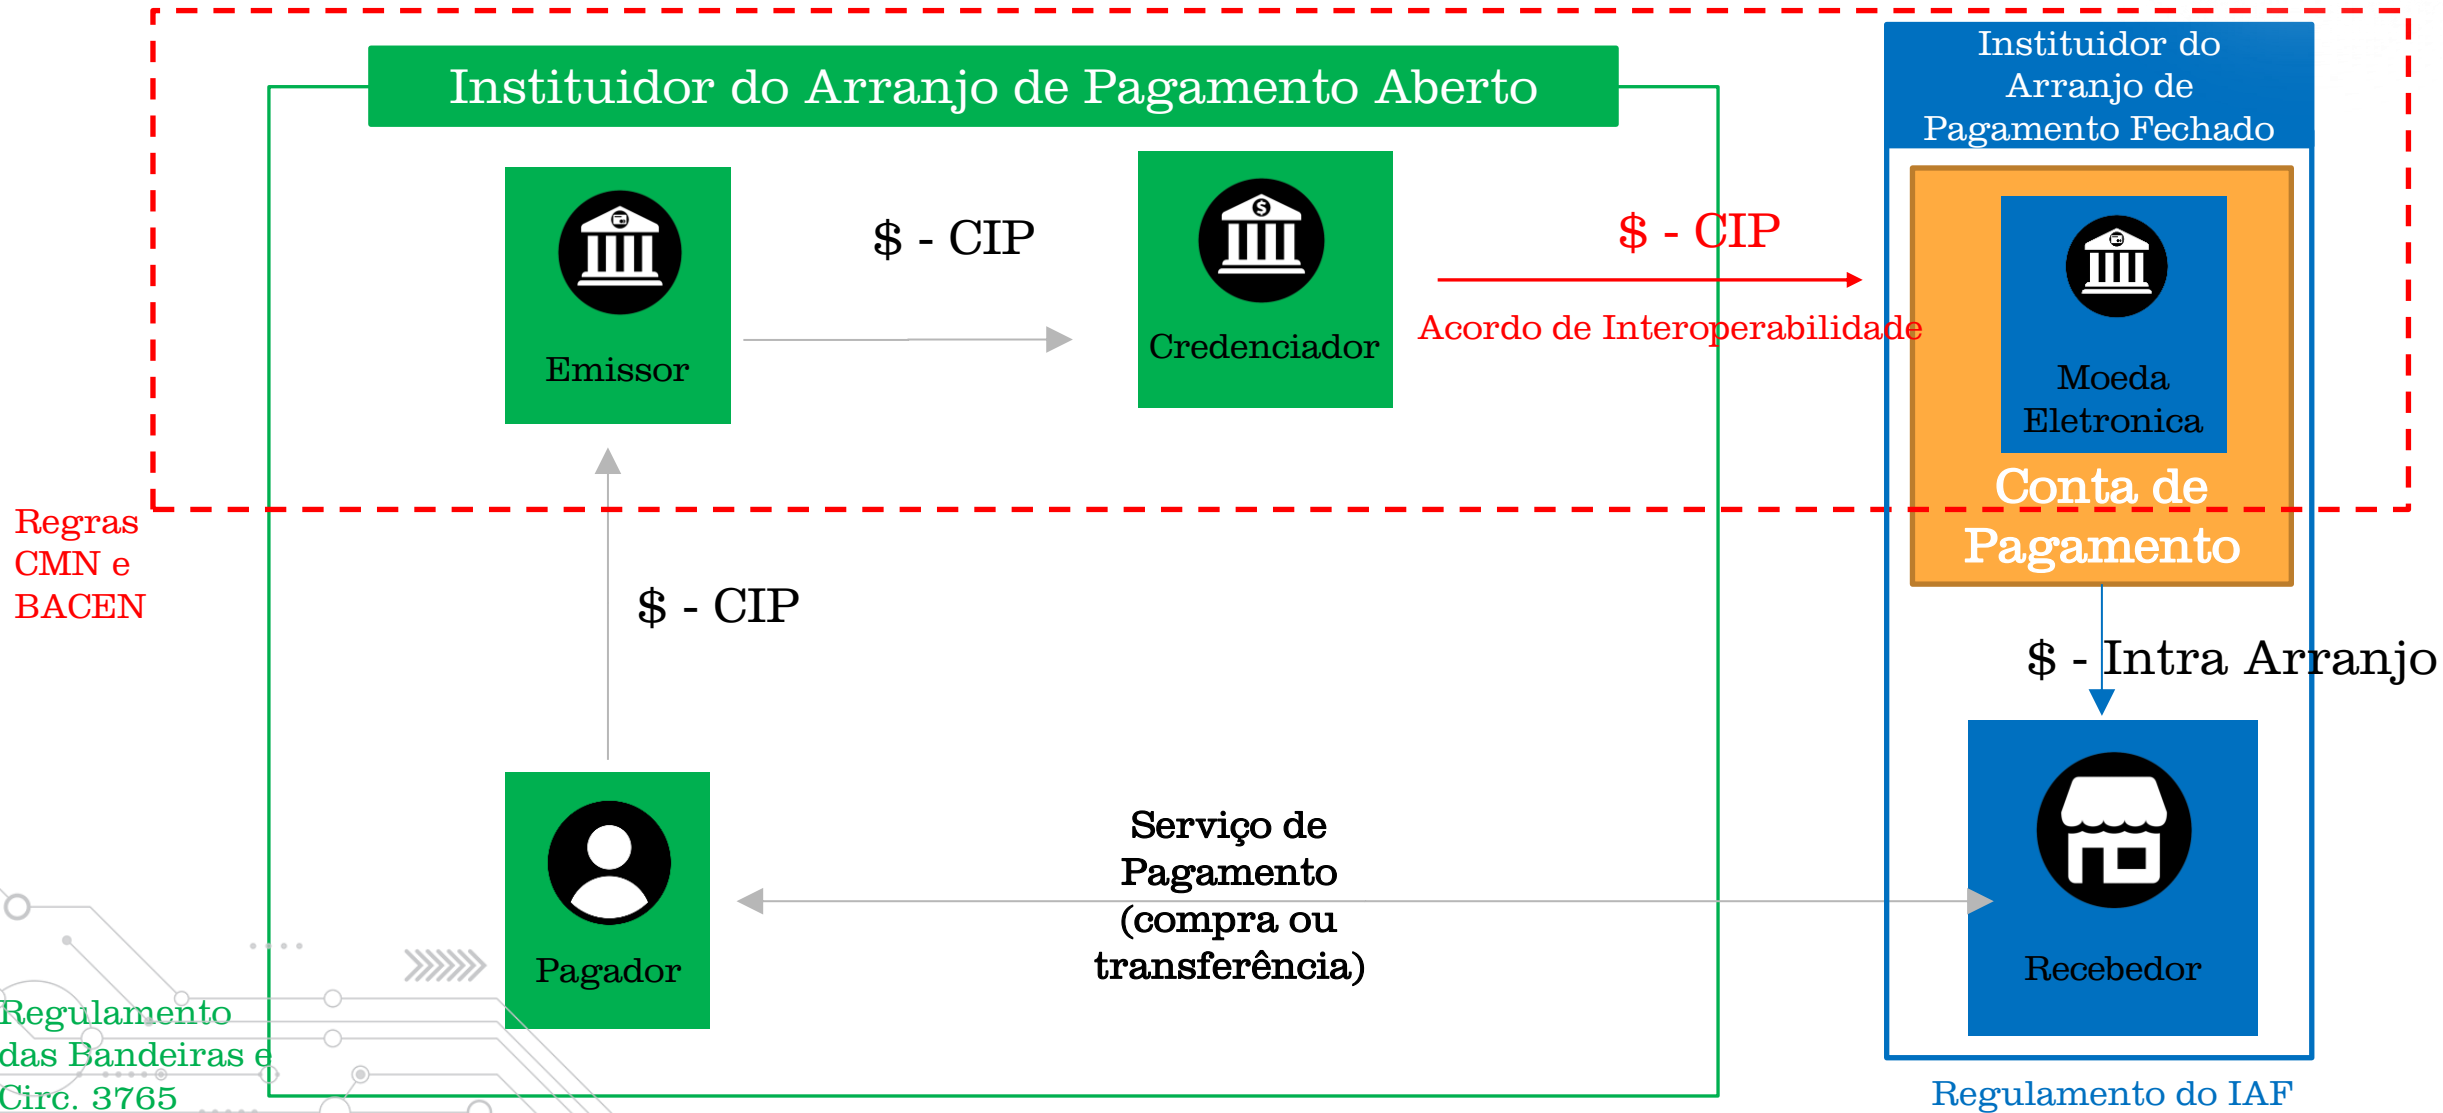 Instituidor do Arranjo de Pagamento Aberto
Instituidor do
Arranjo de
Pagamento Fechado
Emissor
$ - CIP
Credenciador
$ - CIP
Acordo de Interoperabilidade
Moeda
Eletronica
Conta de
Pagamento
Regras
CMN e
BACEN
$ - CIP
$ - Intra Arranjo
Pagador
Serviço de
Pagamento
(compra ou
transferência)
Recebedor
Regulamento
das Bandeiras e
Circ. 3765
Regulamento do IAF